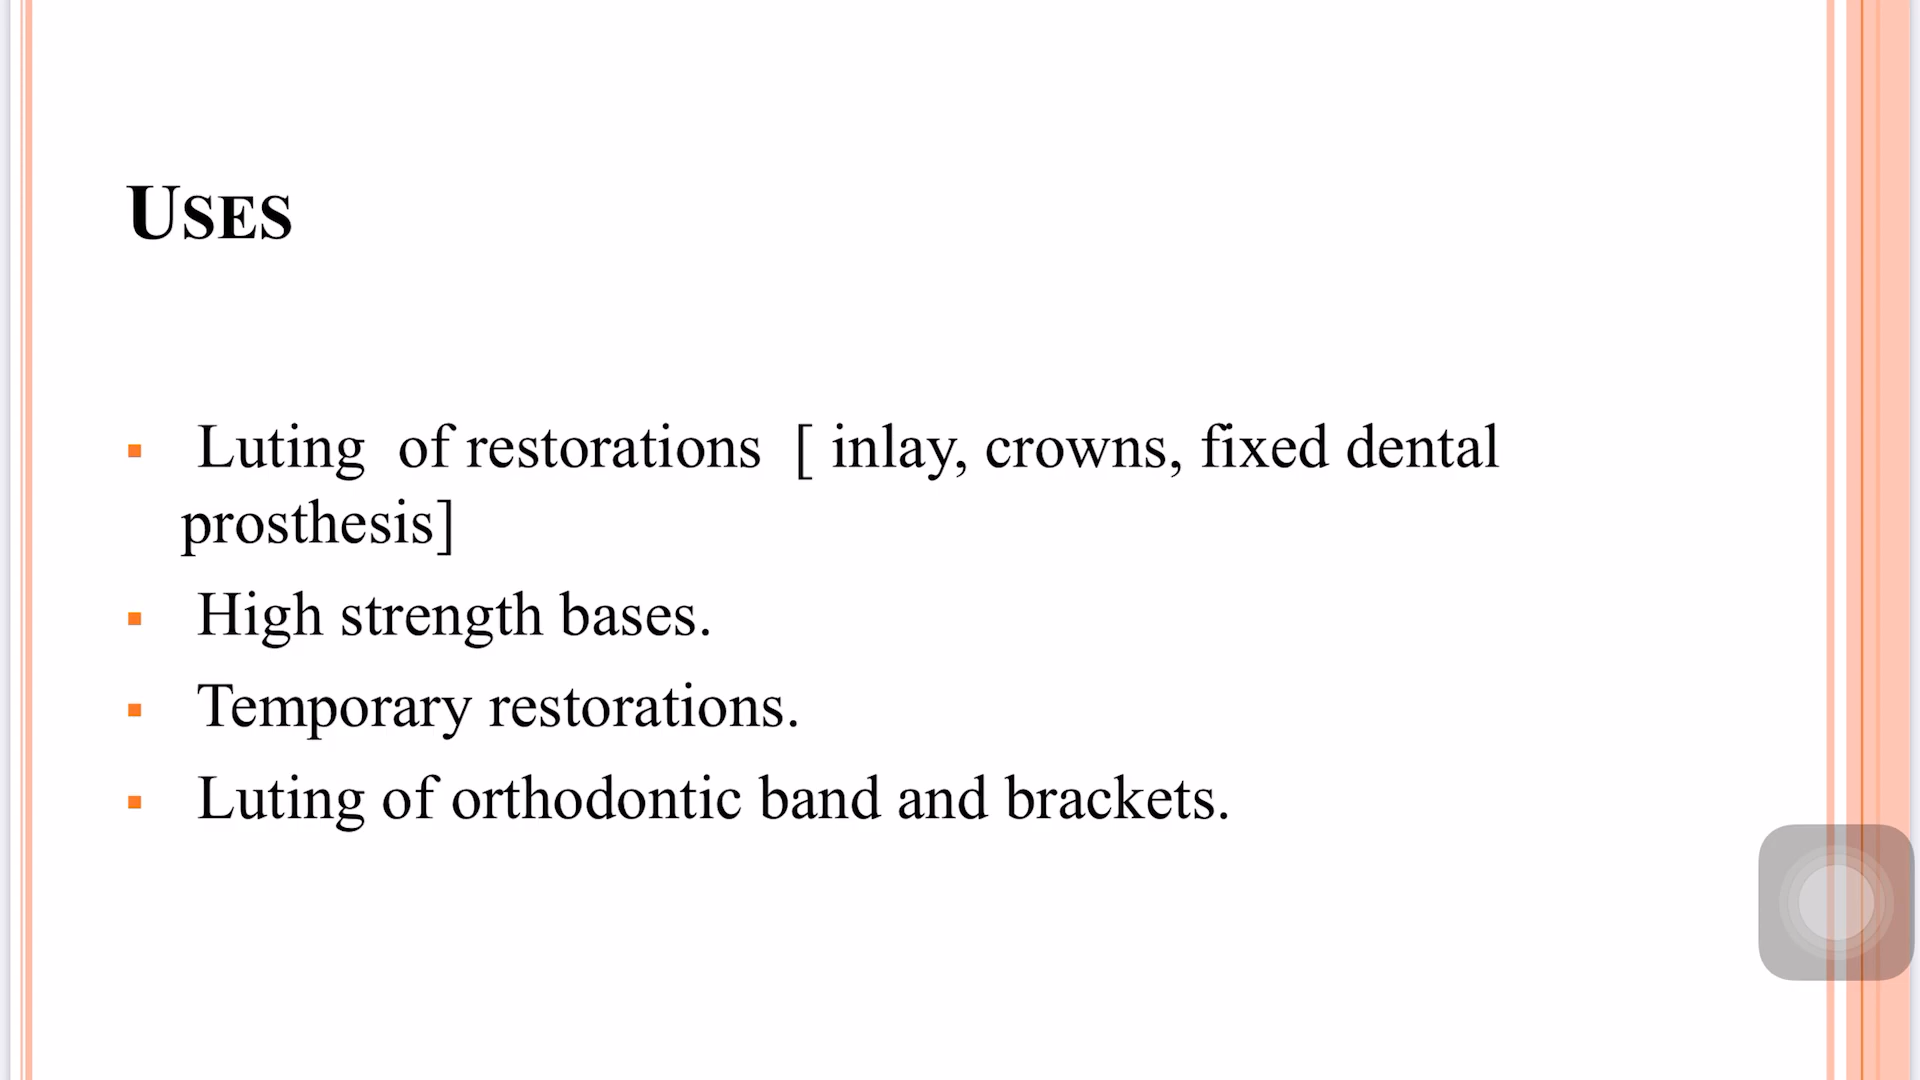 USES
▪ Luting of restorations [ inlay, crowns, fixed dental
prosthesis]
▪ High strength bases.
▪ Temporary restorations.
▪ Luting of orthodontic band and brackets.